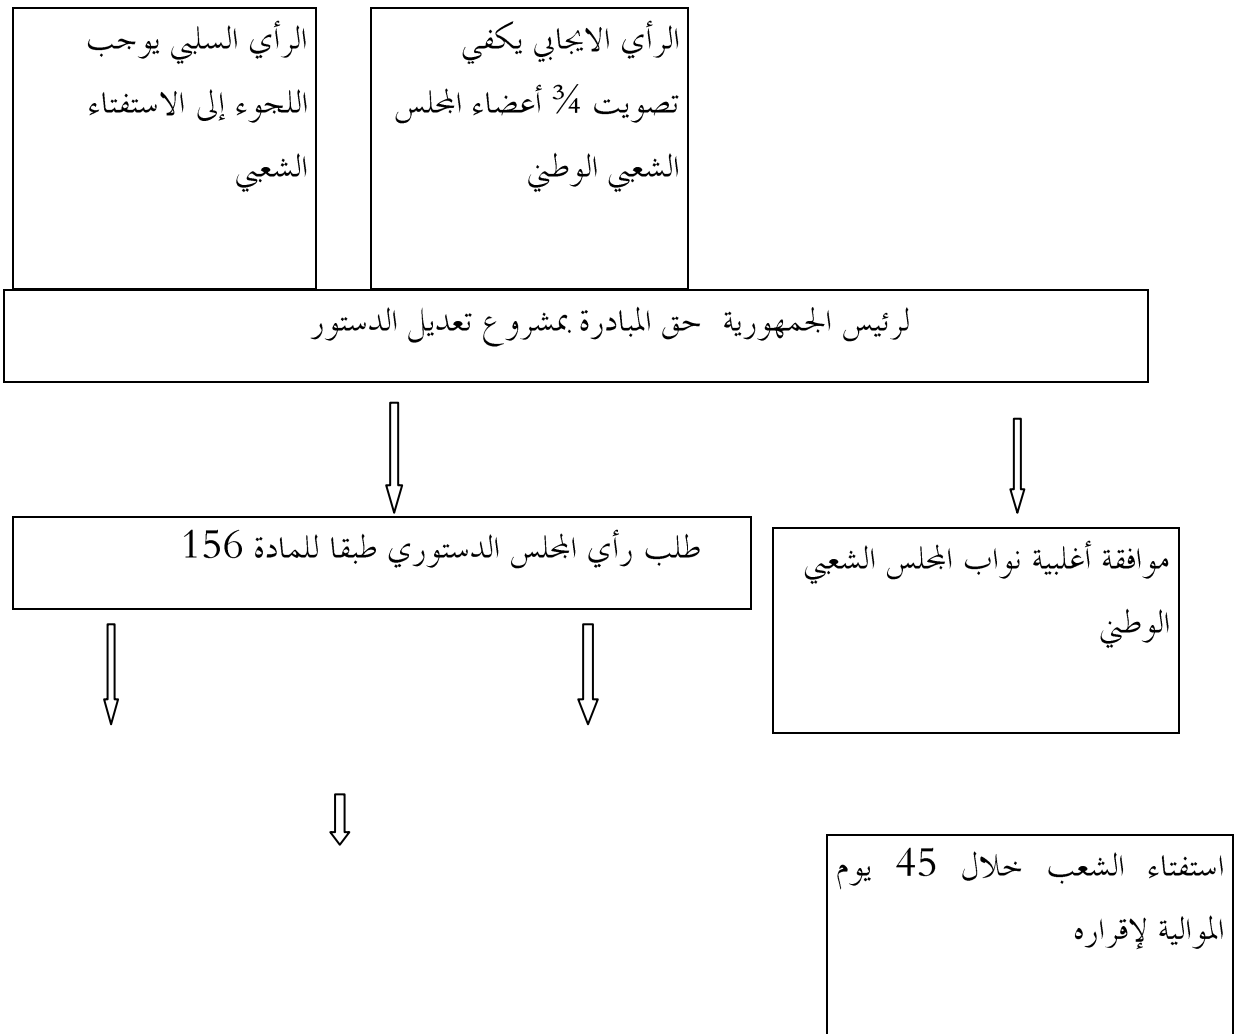 الرأي الايجابي يكفي
تصويت ¾ أعضاء المجلس
الشعبي الوطني
الرأي السلبي يوجب
اللجوء إلى الاستفتاء
الشعبي
لرئيس الجمهورية حق المبادرة بمشروع تعديل الدستور
موافقة أغلبية نواب المجلس الشعبي
الوطني
طلب رأي المجلس الدستوري طبقا للمادة 156
استفتاء الشعب خلال 45 يوم
الموالية لإقراره